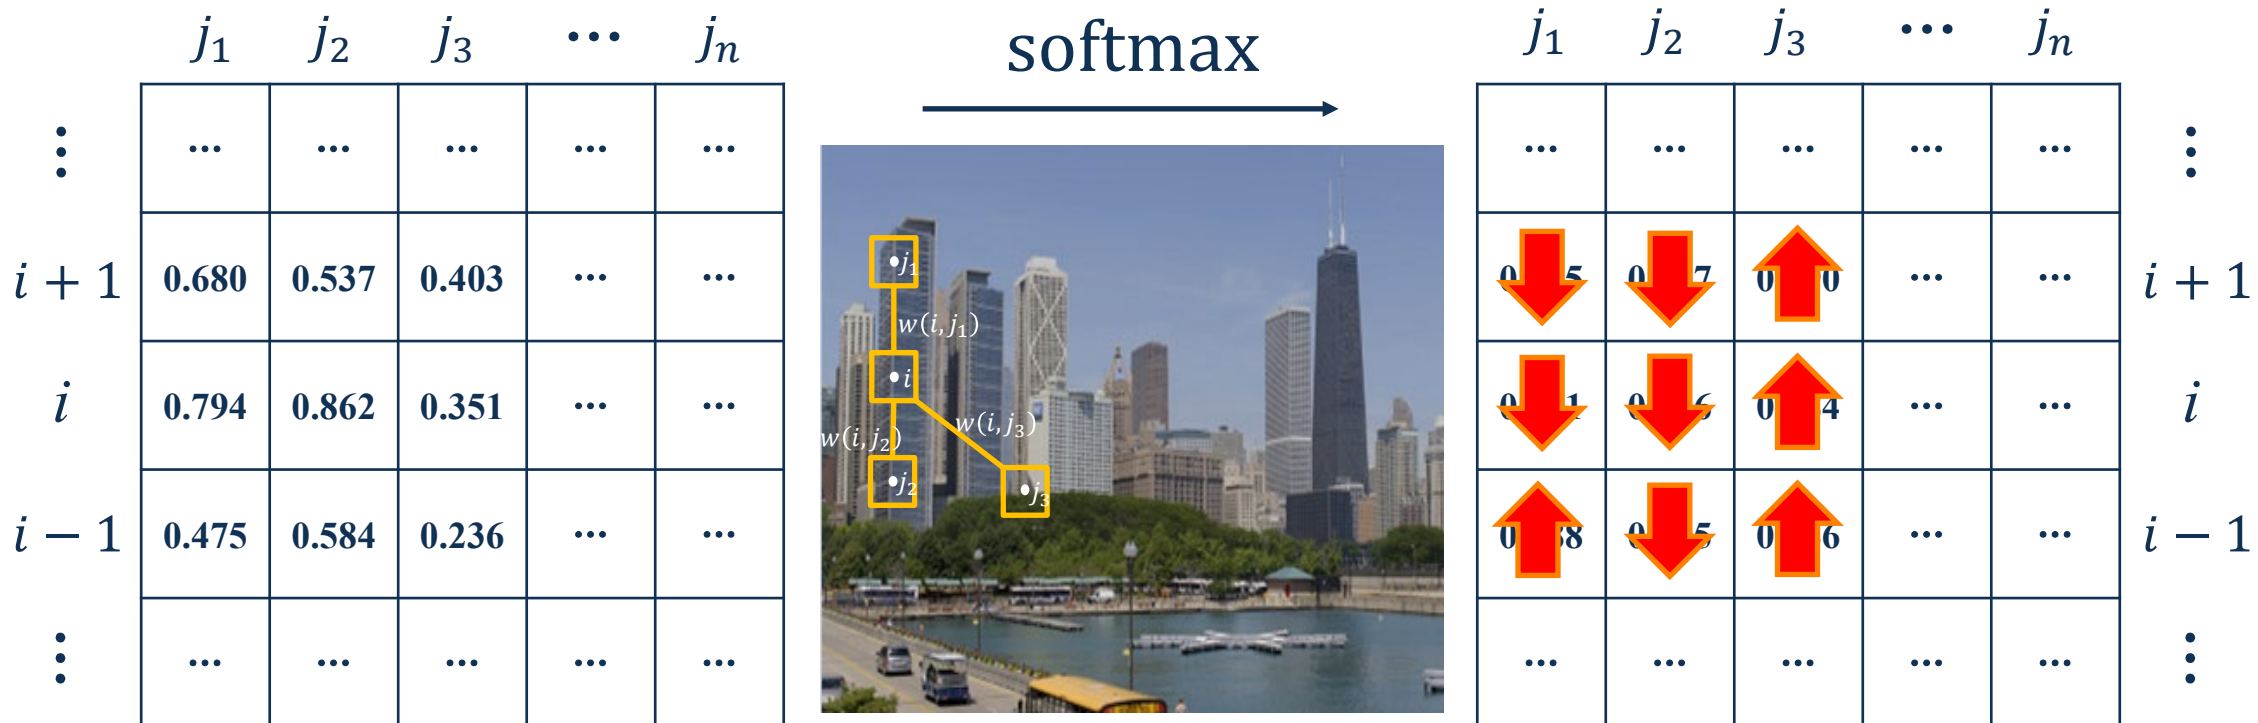 j₁ j₂ j₃ ··· jₙ
⋮ ... ... ... ... ...
i + 1 0.680 0.537 0.403 ... ...
i 0.794 0.862 0.351 ... ...
i − 1 0.475 0.584 0.236 ... ...
⋮ ... ... ... ... ...
softmax
j₁
w(i, j₁)
i
w(i, j₂) w(i, j₃)
j₂
j₃
j₁ j₂ j₃ ··· jₙ
... ... ... ... ... ⋮
... ... i + 1
... ... i
... ... i − 1
... ... ... ... ... ⋮